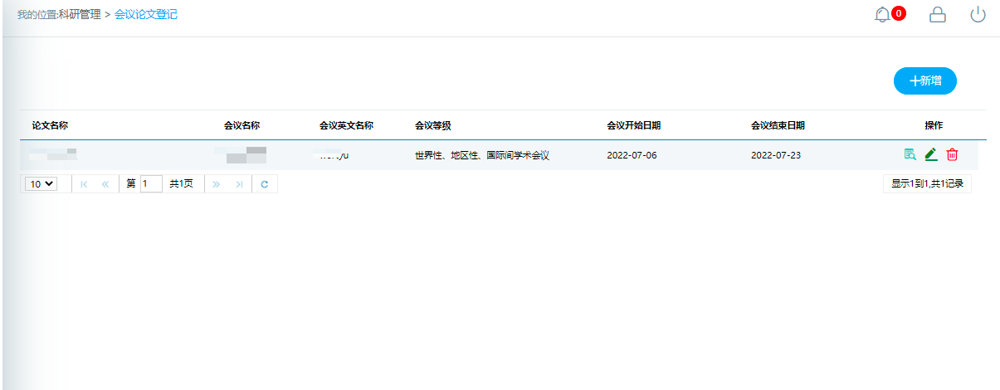 我的位置:科研管理 > 会议论文登记
0
新增
论文名称 会议名称 会议英文名称 会议等级 会议开始日期 会议结束日期 操作
世界性、地区性、国际间学术会议 2022-07-06 2022-07-23
10 第 1 共1页 显示1到1,共1记录